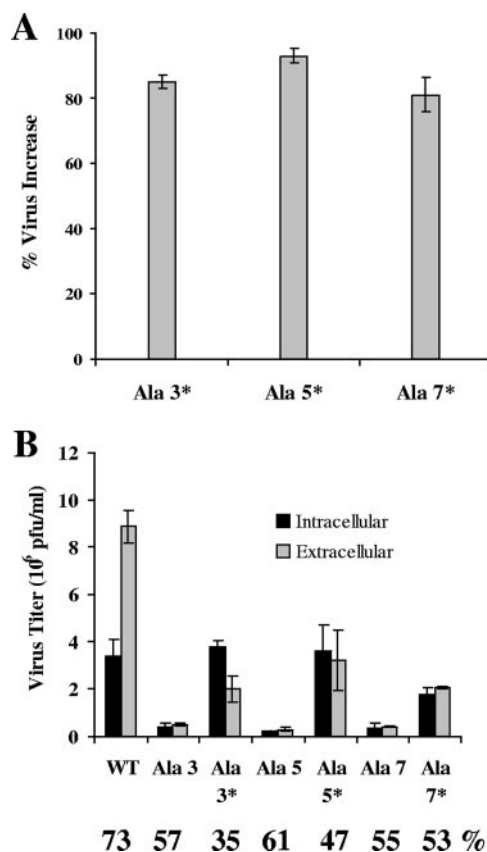 A
% Virus Increase
100
80
60
40
20
0
Ala 3* Ala 5* Ala 7*
B
Virus Titer (10⁶ pfu/ml)
12
10
8
6
4
2
0
Intracellular
Extracellular
WT Ala 3 Ala 3* Ala 5 Ala 5* Ala 7 Ala 7*
73 57 35 61 47 55 53 %